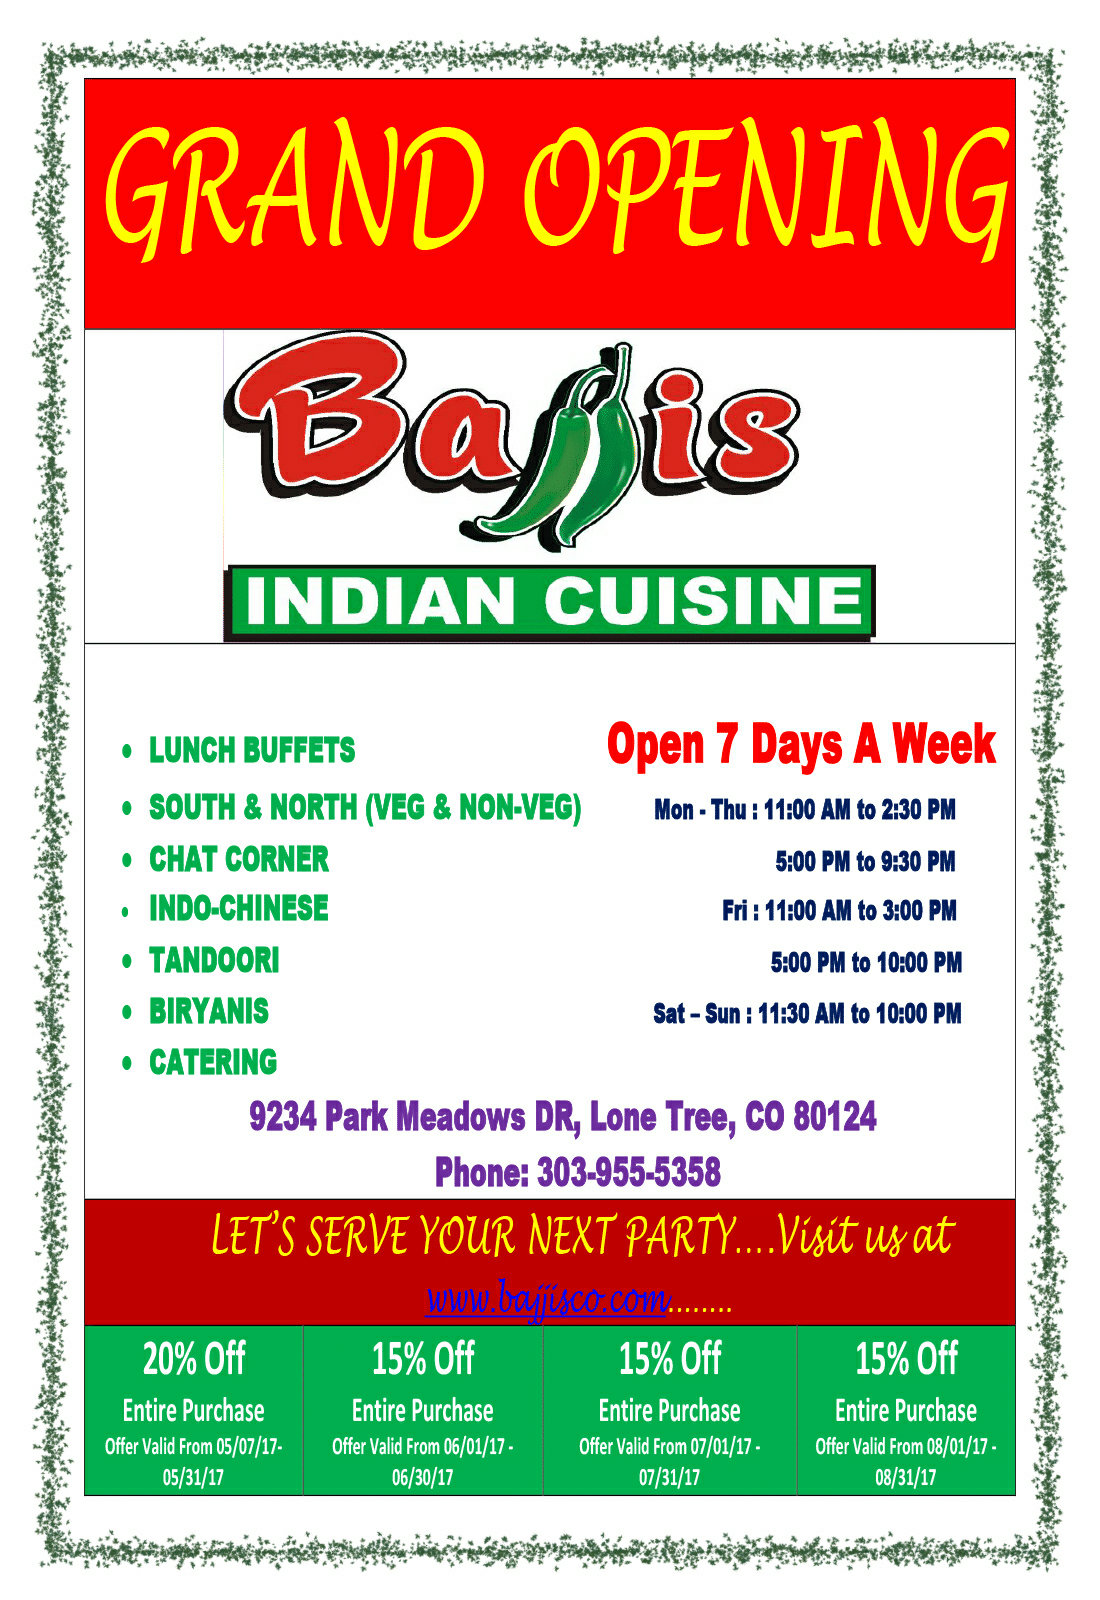 GRAND OPENING
Bajjis
INDIAN CUISINE
• LUNCH BUFFETS
Open 7 Days A Week
• SOUTH & NORTH (VEG & NON-VEG)
Mon - Thu : 11:00 AM to 2:30 PM
• CHAT CORNER
5:00 PM to 9:30 PM
• INDO-CHINESE
Fri : 11:00 AM to 3:00 PM
• TANDOORI
5:00 PM to 10:00 PM
• BIRYANIS
Sat – Sun : 11:30 AM to 10:00 PM
• CATERING
9234 Park Meadows DR, Lone Tree, CO 80124
Phone: 303-955-5358
LET'S SERVE YOUR NEXT PARTY....Visit us at
www.bajjisco.com........
20% Off
Entire Purchase
Offer Valid From 05/07/17-
05/31/17
15% Off
Entire Purchase
Offer Valid From 06/01/17 -
06/30/17
15% Off
Entire Purchase
Offer Valid From 07/01/17 -
07/31/17
15% Off
Entire Purchase
Offer Valid From 08/01/17 -
08/31/17